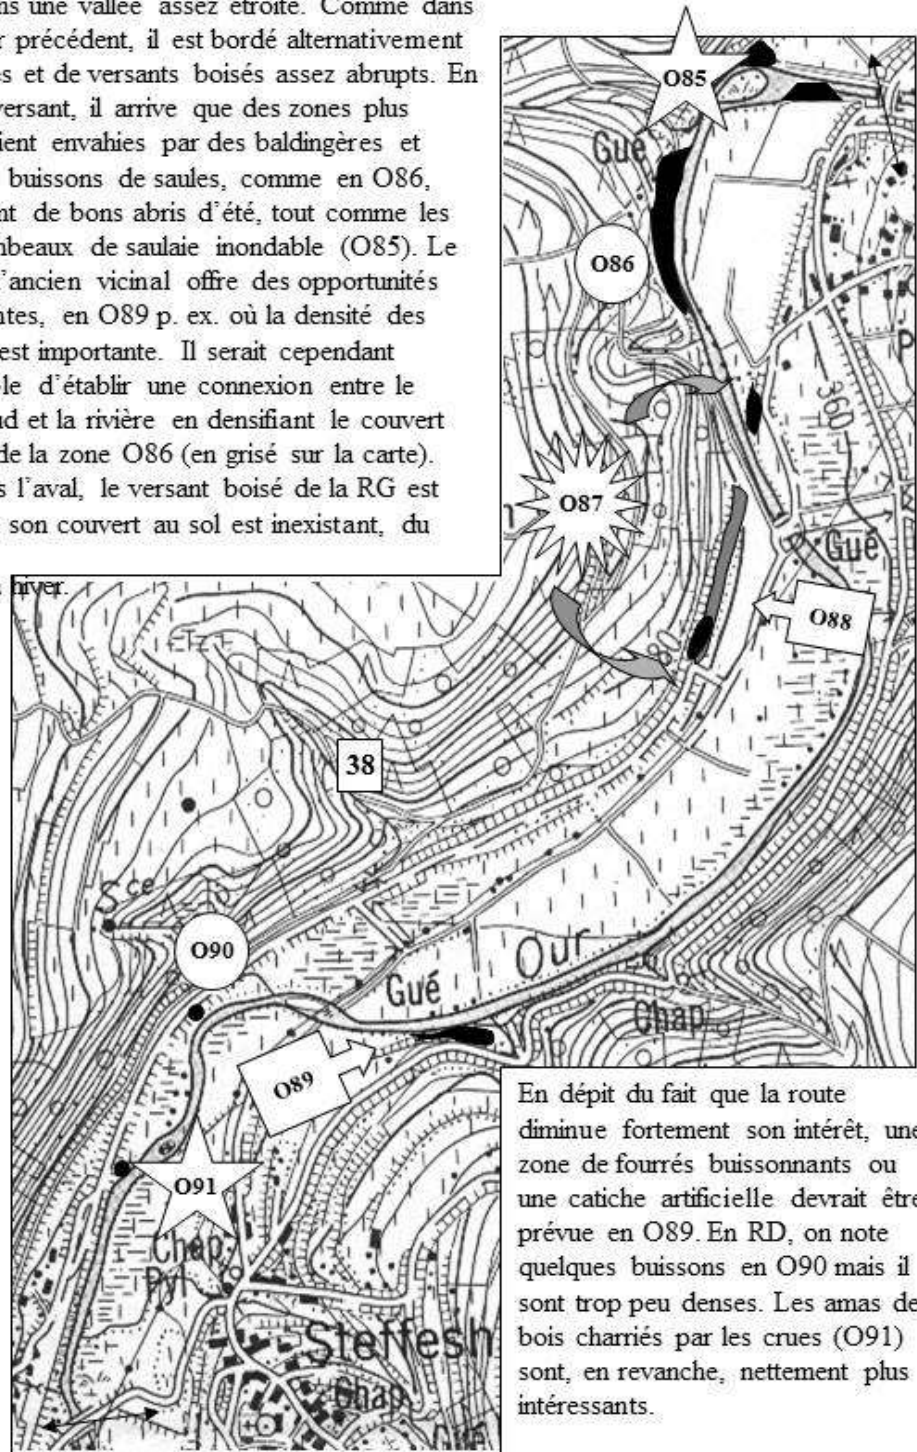 ns une vallée assez étroite. Comme dans
r précédent, il est bordé alternativement
es et de versants boisés assez abrupts. En
versant, il arrive que des zones plus
ient envahies par des baldingères et
buissons de saules, comme en O86,
nt de bons abris d'été, tout comme les
mbeaux de saulaie inondable (O85). Le
l'ancien vicinal offre des opportunités
ntes, en O89 p. ex. où la densité des
est importante. Il serait cependant
ble d'établir une connexion entre le
ud et la rivière en densifiant le couvert
de la zone O86 (en grisé sur la carte).
s l'aval, le versant boisé de la RG est
son couvert au sol est inexistant, du
hiver.
O85
Gué
O86
P
360
O87
n
Gué
O88
38
Sce
O90
Our
Gué
Chap
O89
O91
Chap
Pyl
Steffesh
Chap
Gué
En dépit du fait que la route
diminue fortement son intérêt, une
zone de fourrés buissonnants ou
une catiche artificielle devrait être
prévue en O89. En RD, on note
quelques buissons en O90 mais il
sont trop peu denses. Les amas de
bois charriés par les crues (O91)
sont, en revanche, nettement plus
intéressants.